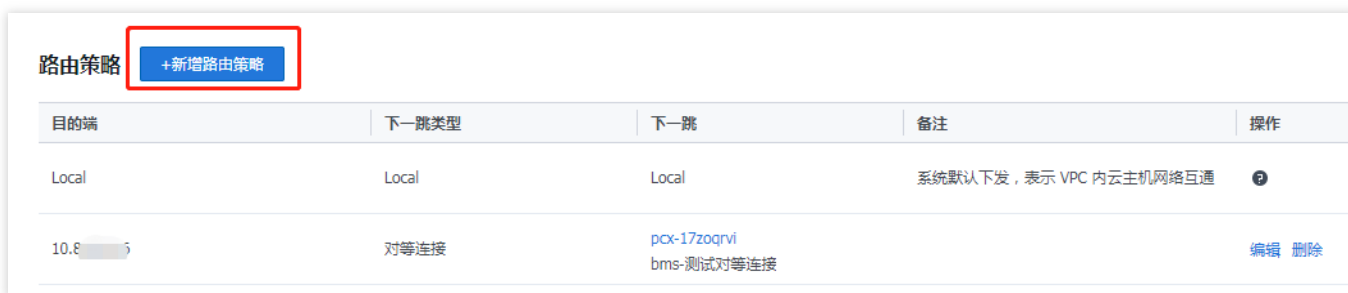 路由策略 +新增路由策略
目的端 下一跳类型 下一跳 备注 操作
Local Local Local 系统默认下发，表示 VPC 内云主机网络互通
10.8 对等连接 pcx-17zoqrvi 编辑 删除
bms-测试对等连接